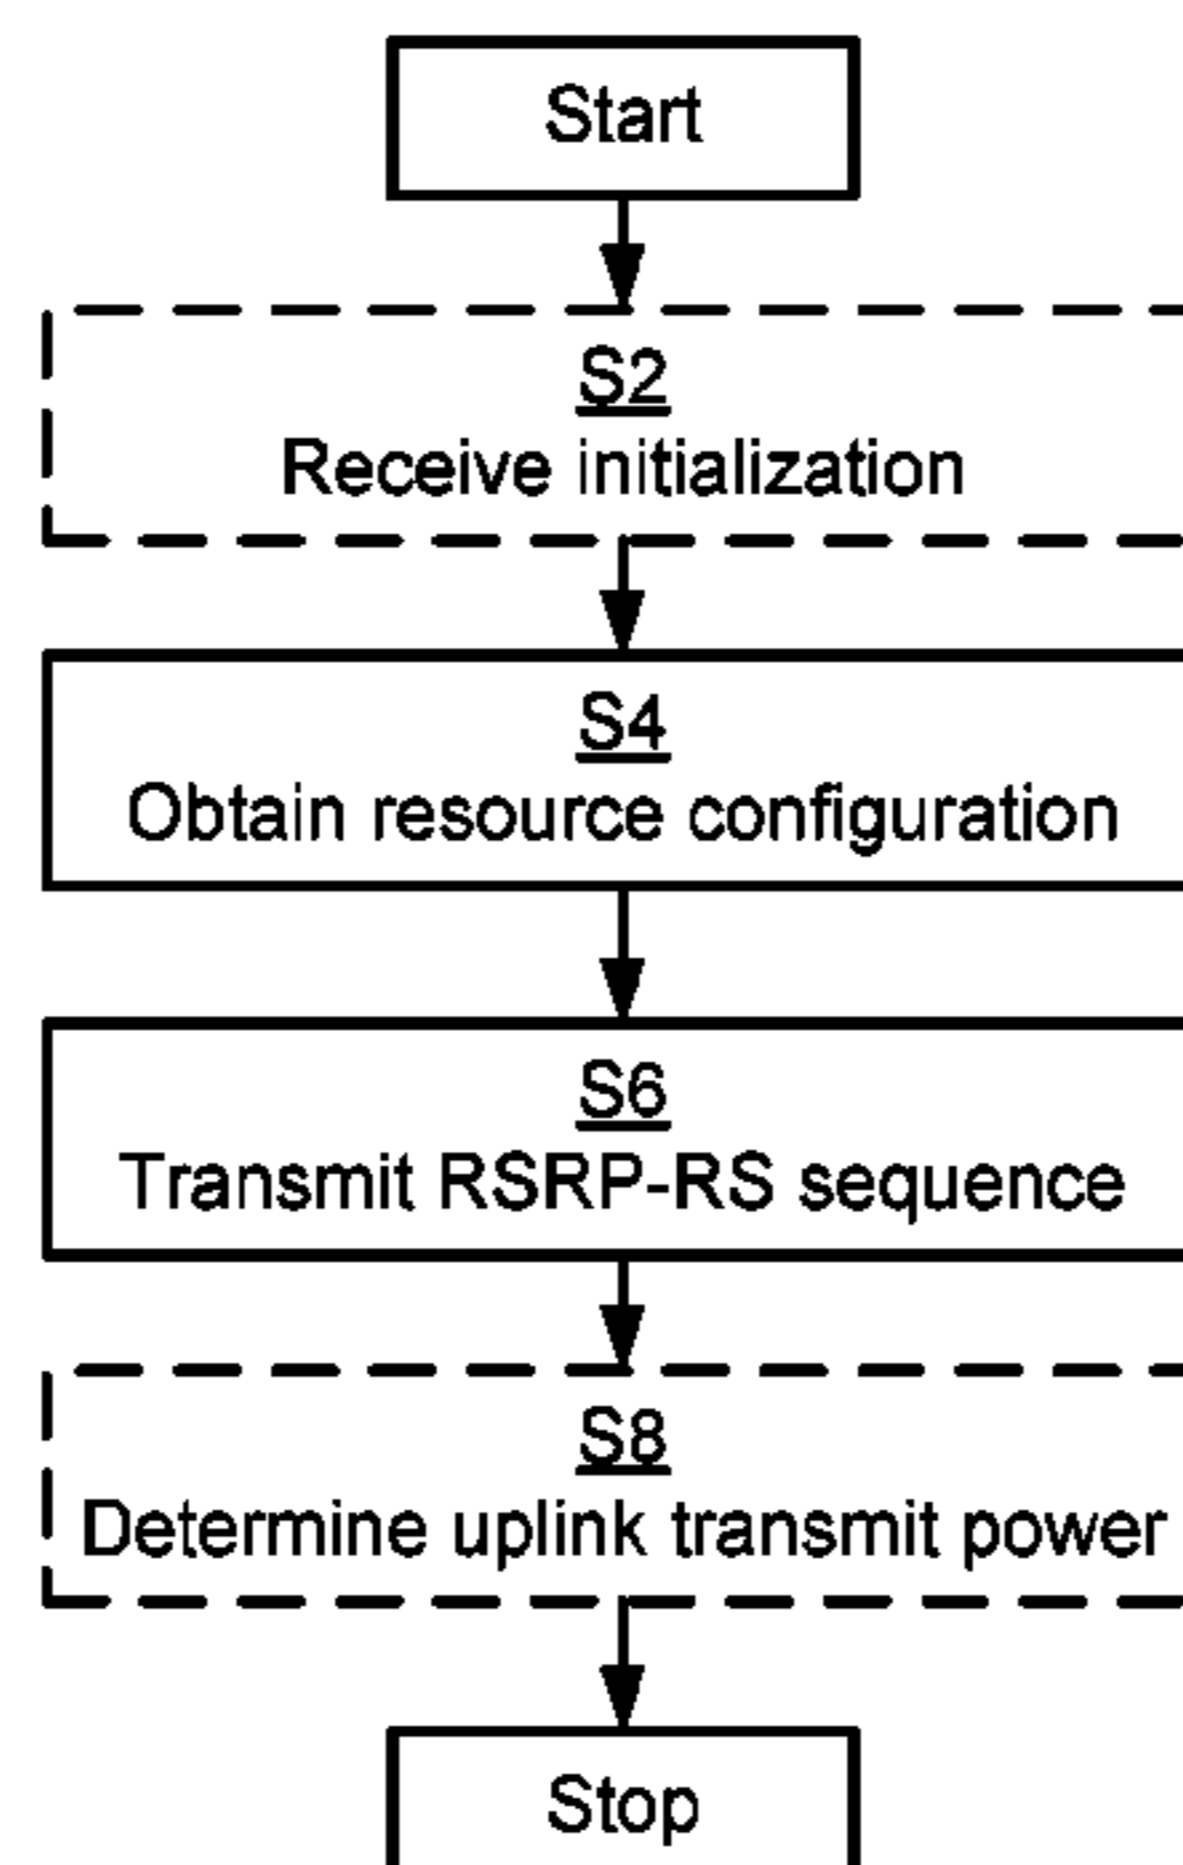 Start
S2
Receive initialization
S4
Obtain resource configuration
S6
Transmit RSRP-RS sequence
S8
Determine uplink transmit power
Stop